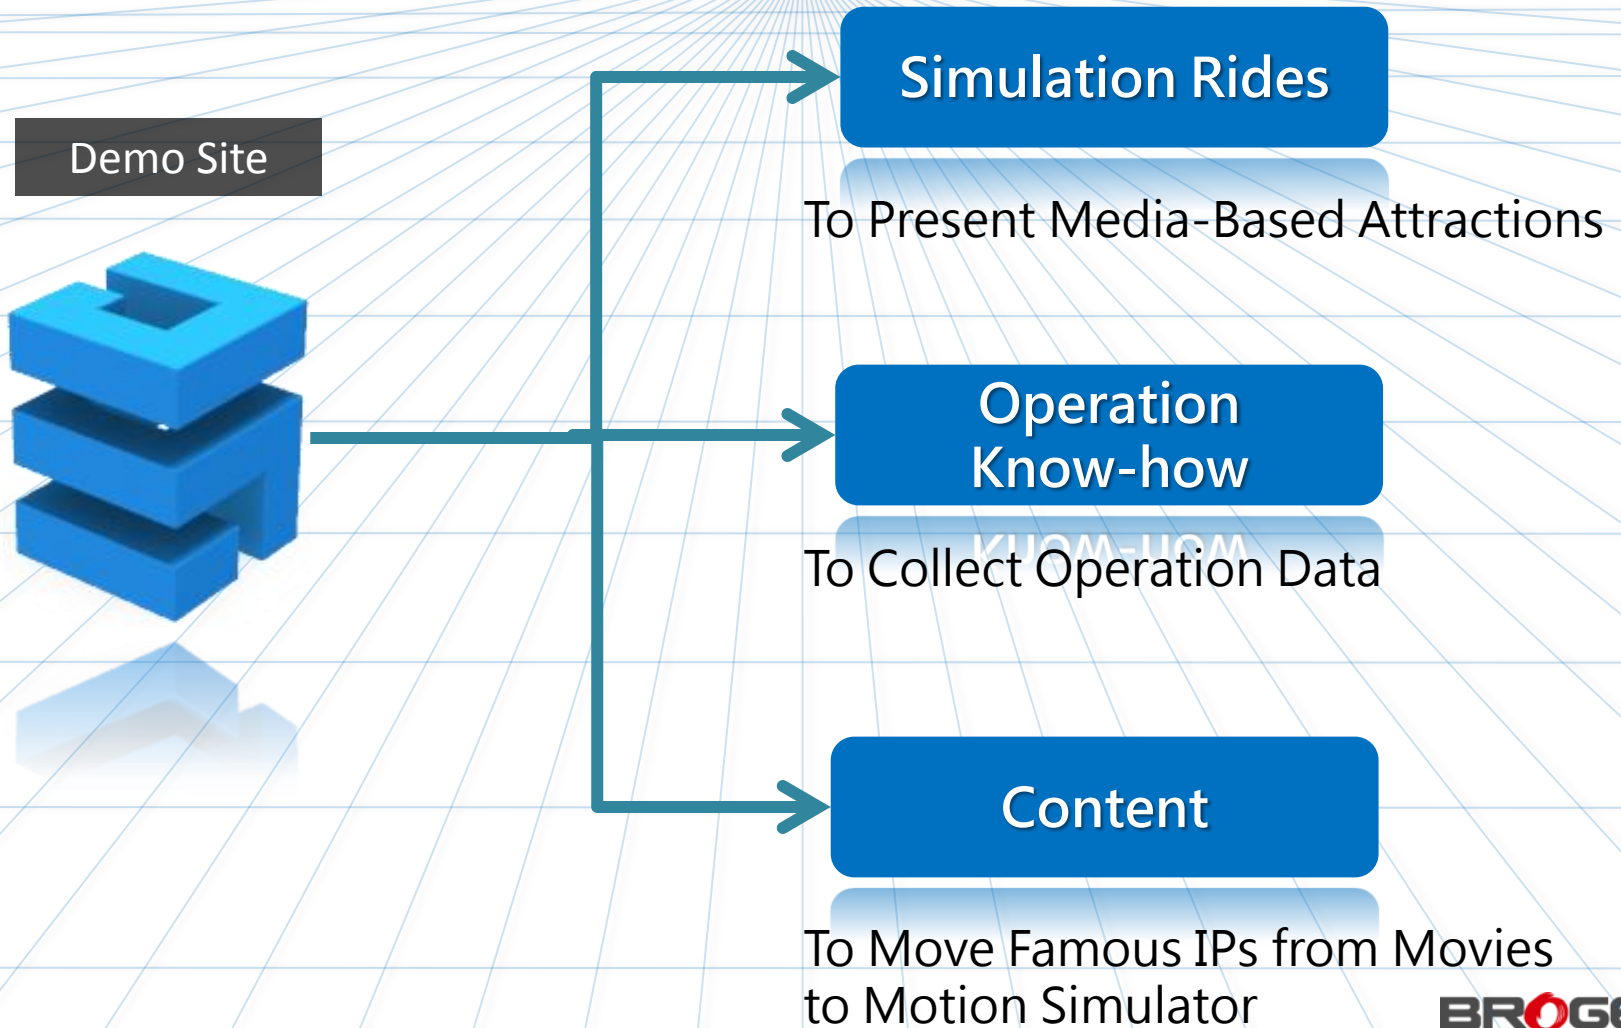 Demo Site
Simulation Rides
To Present Media-Based Attractions
Operation
Know-how
To Collect Operation Data
Content
To Move Famous IPs from Movies
to Motion Simulator